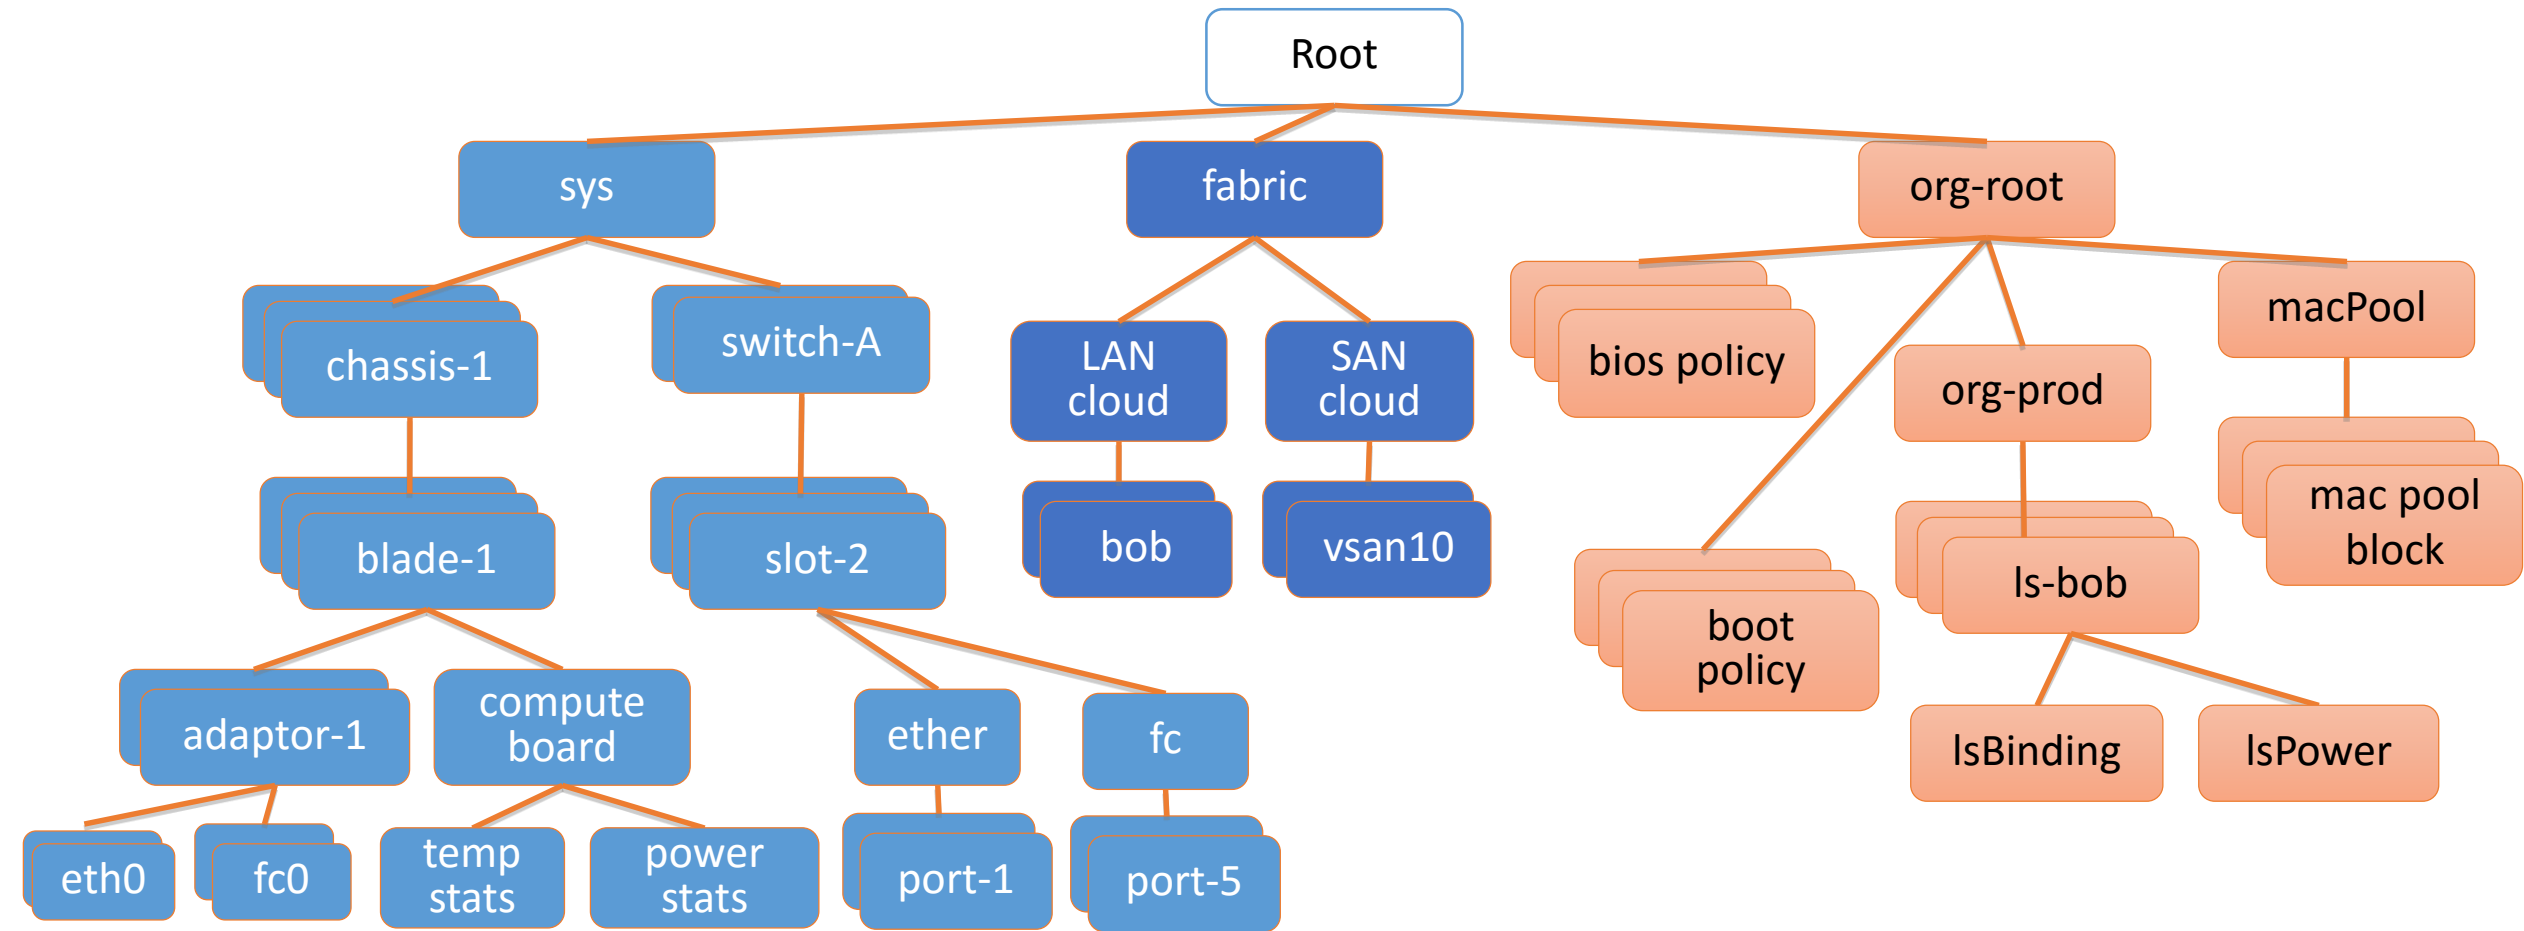 Root
sys
fabric
org-root
chassis-1
switch-A
LAN
cloud
SAN
cloud
bios policy
org-prod
macPool
blade-1
slot-2
bob
vsan10
ls-bob
mac pool
block
boot
policy
adaptor-1
compute
board
ether
fc
lsBinding
lsPower
eth0
fc0
temp
stats
power
stats
port-1
port-5